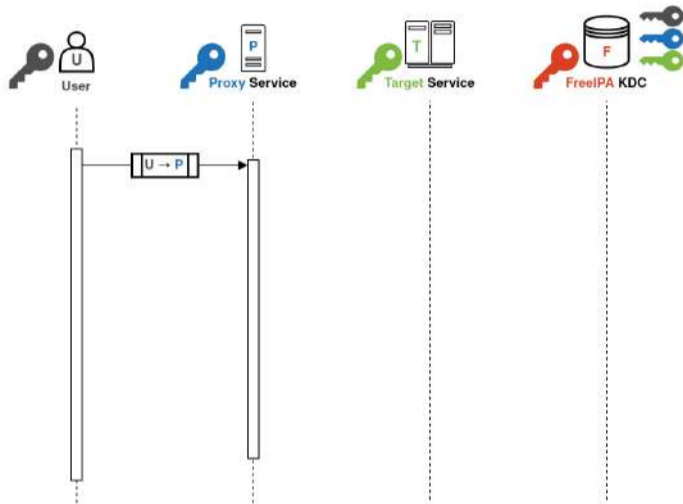 U
User
P
Proxy Service
T
Target Service
F
FreeIPA KDC
U → P